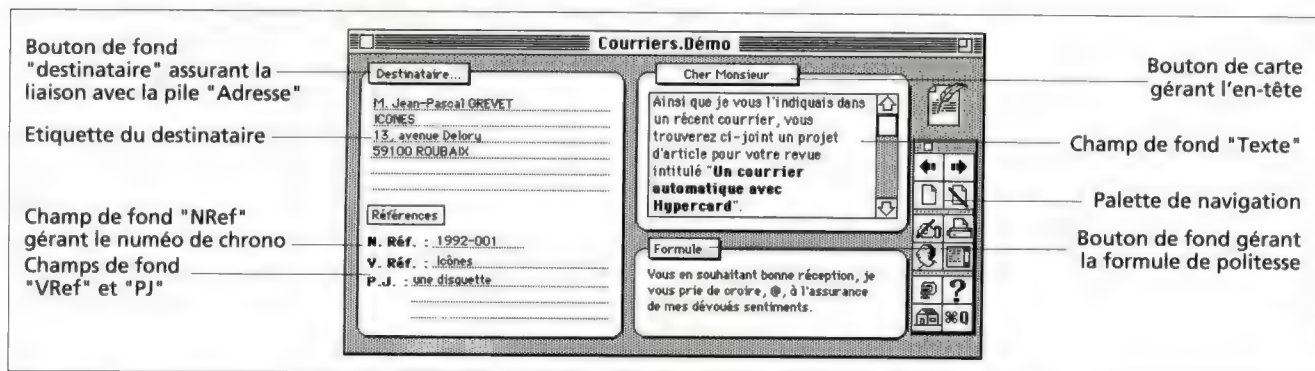 Bouton de fond
"destinataire" assurant la
liaison avec la pile "Adresse"
Etiquette du destinataire
Champ de fond "NRef"
gérant le numéo de chrono
Champs de fond
"VRef" et "PJ"
Courriers.Démo
Destinataire...
M. Jean-Pascal GREVET
ICONES
13, avenue Delory
59100 ROUBAIX
Références
N. Réf. : 1992-001
V. Réf. : Icônes
P.J. : une disquette
Cher Monsieur
Ainsi que je vous l'indiquais dans
un récent courrier, vous
trouverez ci-joint un projet
d'article pour votre revue
intitulé "Un courrier
automatique avec
Hypercard".
Formule
Vous en souhaitant bonne réception, je
vous prie de croire, @, à l'assurance
de mes dévoués sentiments.
?
⌘Q
Bouton de carte
gérant l'en-tête
Champ de fond "Texte"
Palette de navigation
Bouton de fond gérant
la formule de politesse